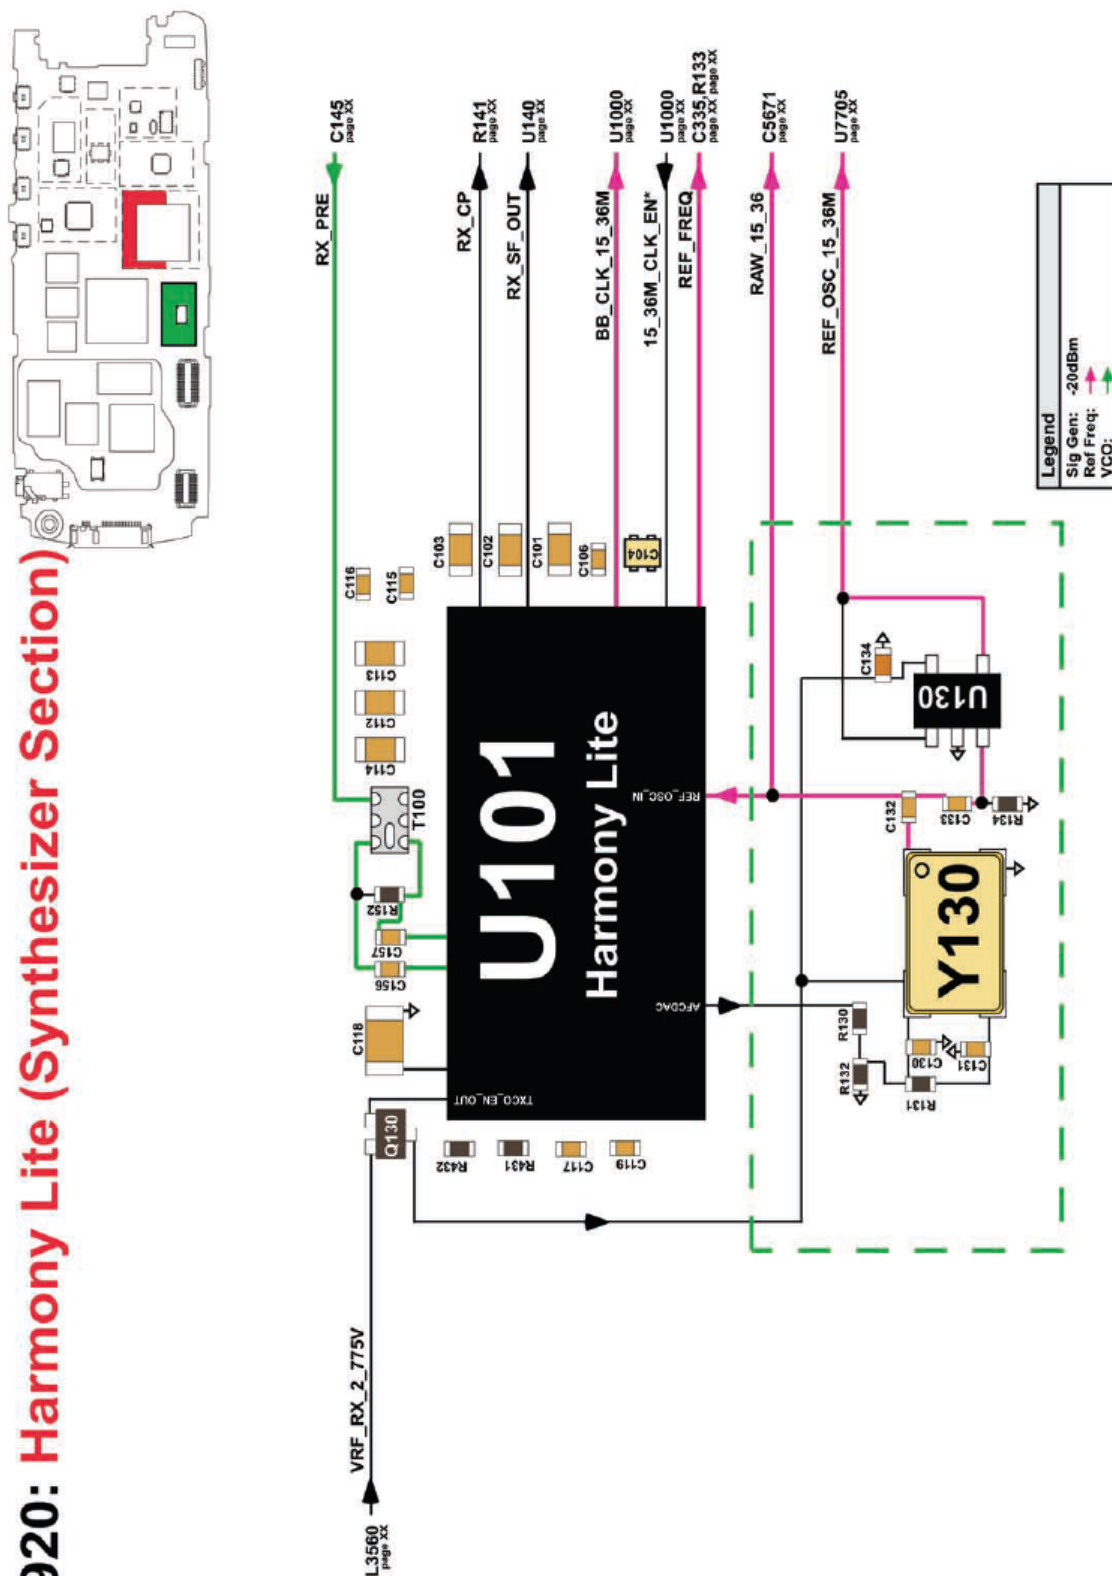 920: Harmony Lite (Synthesizer Section)
L3560
page XX
VRF_RX_2_775V
Q130
TXCO_EN_OUT
C118
C156
C157
R152
T100
C114
C112
C113
C115
C116
RX_PRE
C145
page XX
R432
R431
C117
C119
U101
Harmony Lite
AFCDAC
REF_OSC_IN
C103
C102
C101
C106
C104
RX_CP
R141
page XX
RX_SF_OUT
U140
page XX
BB_CLK_15_36M
U1000
page XX
15_36M_CLK_EN*
U1000
page XX
REF_FREQ
C335,R133
page XX, page XX
RAW_15_36
C5671
page XX
REF_OSC_15_36M
U7705
page XX
R130
R132
R131
C130
C131
Y130
C132
C133
R134
U130
C134
Legend
Sig Gen: -20dBm
Ref Freq:
VCO: